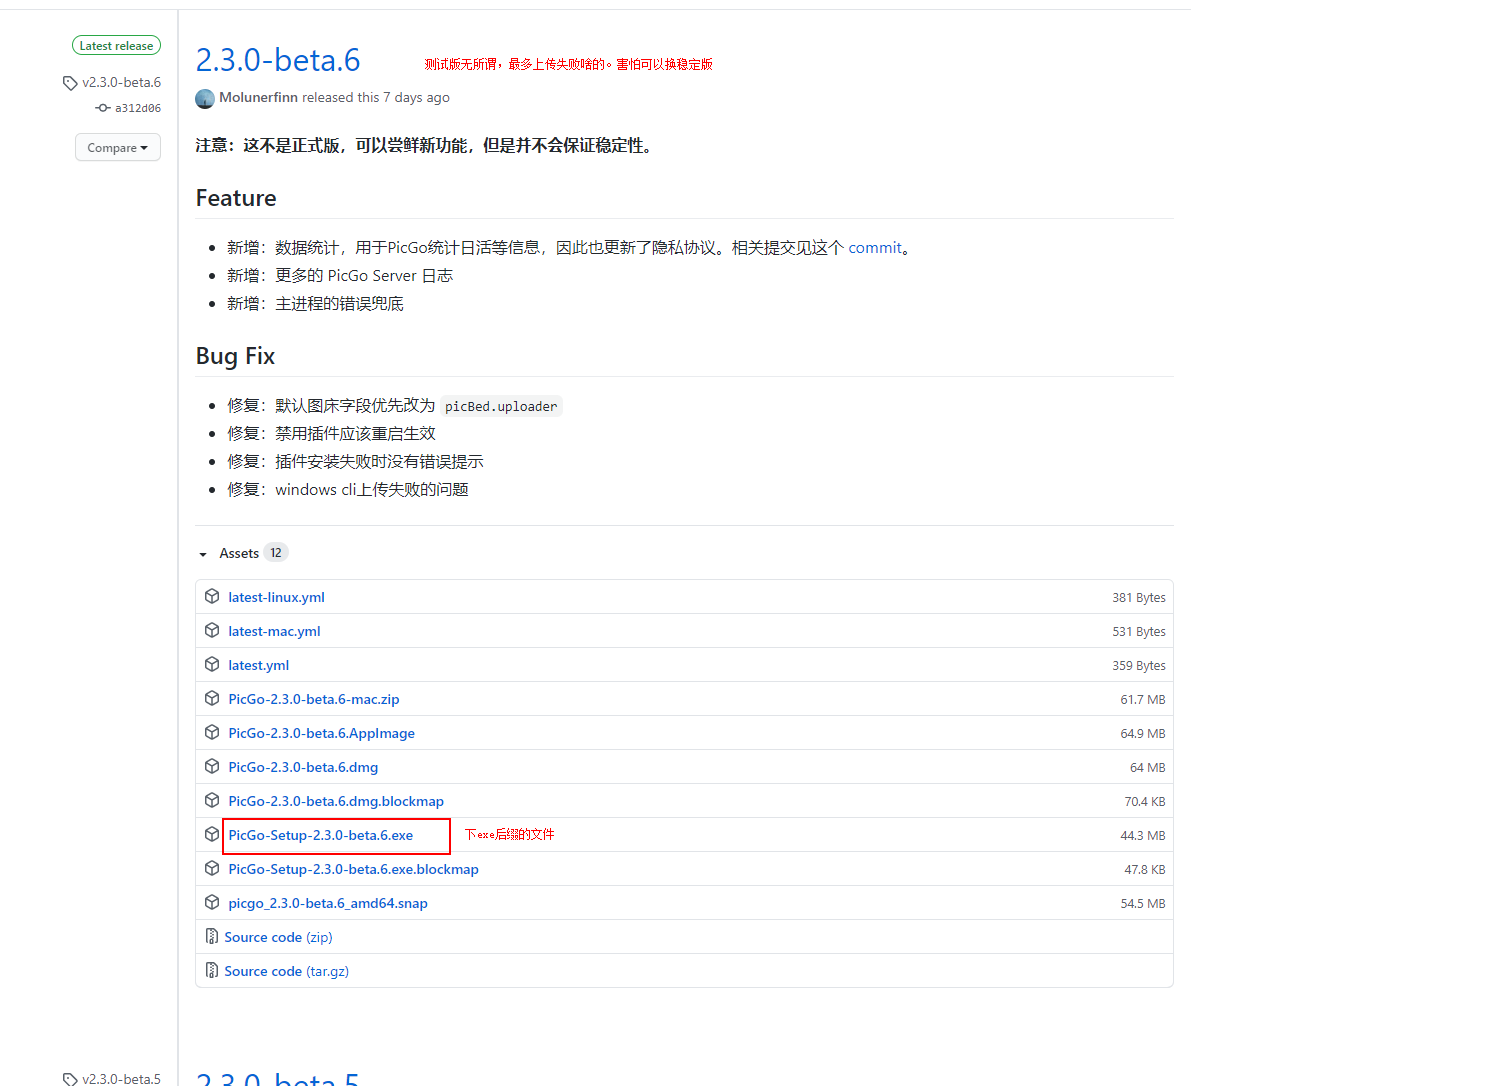 Latest release
v2.3.0-beta.6
a312d06
Compare
2.3.0-beta.6
测试版无所谓，最多上传失败啥的。害怕可以换稳定版
Molunerfinn released this 7 days ago
注意：这不是正式版，可以尝鲜新功能，但是并不会保证稳定性。
Feature
新增：数据统计，用于PicGo统计日活等信息，因此也更新了隐私协议。相关提交见这个 commit。
新增：更多的 PicGo Server 日志
新增：主进程的错误兜底
Bug Fix
修复：默认图床字段优先改为 picBed.uploader
修复：禁用插件应该重启生效
修复：插件安装失败时没有错误提示
修复：windows cli上传失败的问题
Assets 12
latest-linux.yml 381 Bytes
latest-mac.yml 531 Bytes
latest.yml 359 Bytes
PicGo-2.3.0-beta.6-mac.zip 61.7 MB
PicGo-2.3.0-beta.6.AppImage 64.9 MB
PicGo-2.3.0-beta.6.dmg 64 MB
PicGo-2.3.0-beta.6.dmg.blockmap 70.4 KB
PicGo-Setup-2.3.0-beta.6.exe 下exe后缀的文件 44.3 MB
PicGo-Setup-2.3.0-beta.6.exe.blockmap 47.8 KB
picgo_2.3.0-beta.6_amd64.snap 54.5 MB
Source code (zip)
Source code (tar.gz)
v2.3.0-beta.5
2.3.0-beta.5